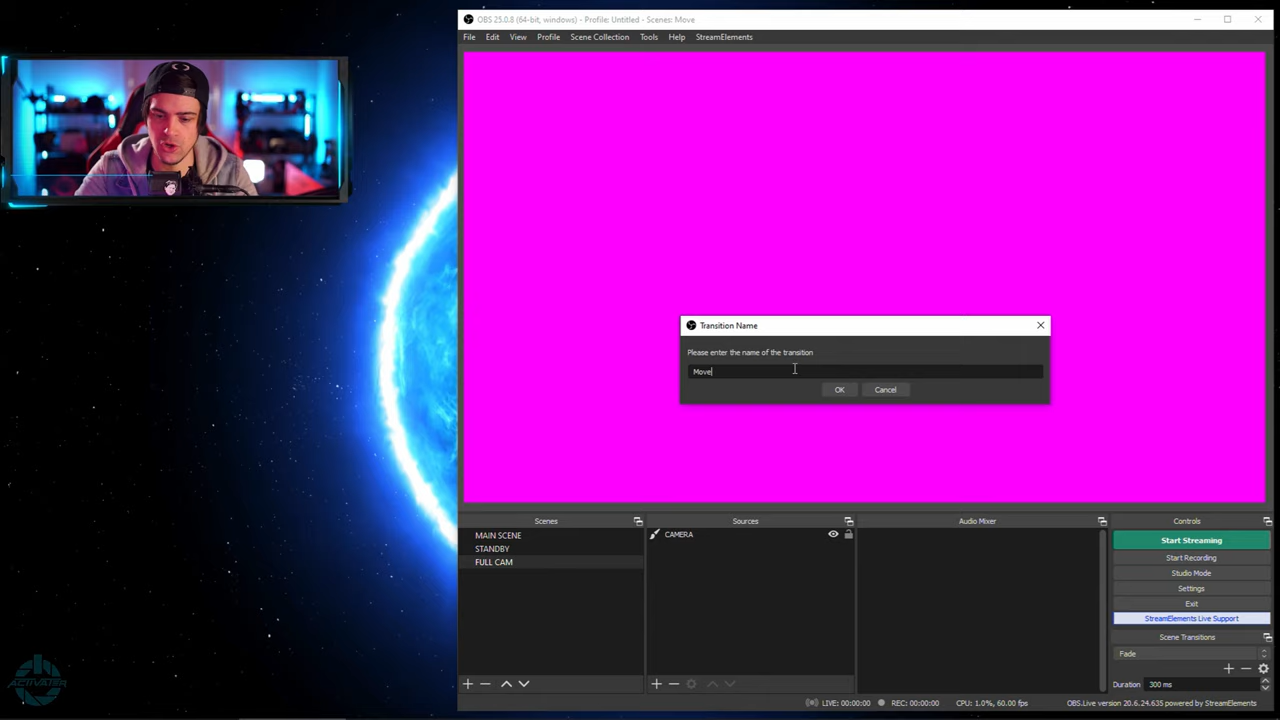 OBS 25.0.8 (64-bit, windows) - Profile: Untitled - Scenes: Move
File Edit View Profile Scene Collection Tools Help StreamElements
Transition Name
Please enter the name of the transition
Move
OK Cancel
Scenes Sources Audio Mixer Controls
MAIN SCENE
STANDBY
FULL CAM
CAMERA
Start Streaming
Start Recording
Studio Mode
Settings
Exit
StreamElements Live Support
Scene Transitions
Fade
Duration 300 ms
LIVE: 00:00:00 REC: 00:00:00 CPU: 1.0%, 60.00 fps OBS.Live version 20.6.24.635 powered by StreamElements
ACTIVATER